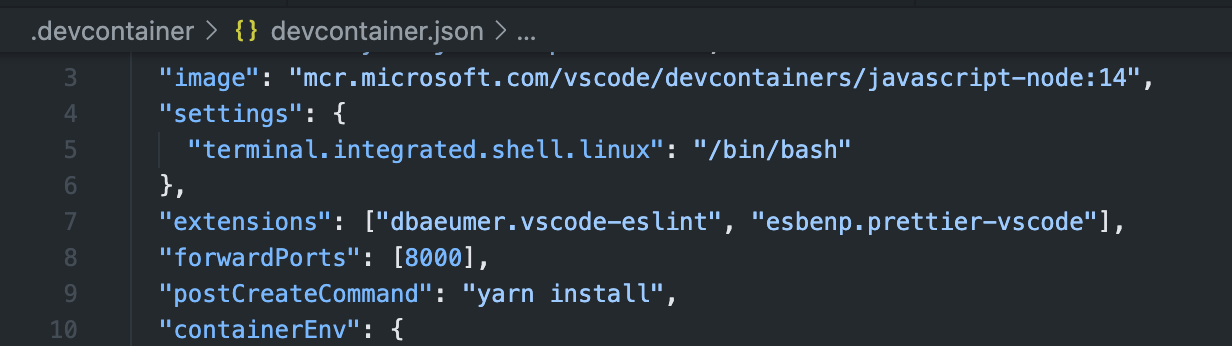 .devcontainer > {} devcontainer.json > ...
3 "image": "mcr.microsoft.com/vscode/devcontainers/javascript-node:14",
4 "settings": {
5 "terminal.integrated.shell.linux": "/bin/bash"
6 },
7 "extensions": ["dbaeumer.vscode-eslint", "esbenp.prettier-vscode"],
8 "forwardPorts": [8000],
9 "postCreateCommand": "yarn install",
10 "containerEnv": {